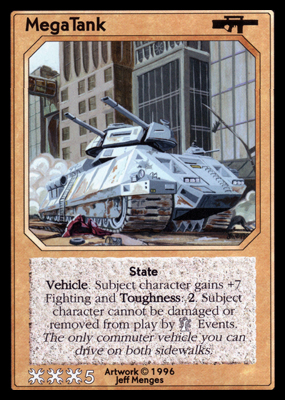 MegaTank
State
Vehicle. Subject character gains +7
Fighting and Toughness: 2. Subject
character cannot be damaged or
removed from play by Events.
The only commuter vehicle you can
drive on both sidewalks.
5
Artwork © 1996
Jeff Menges